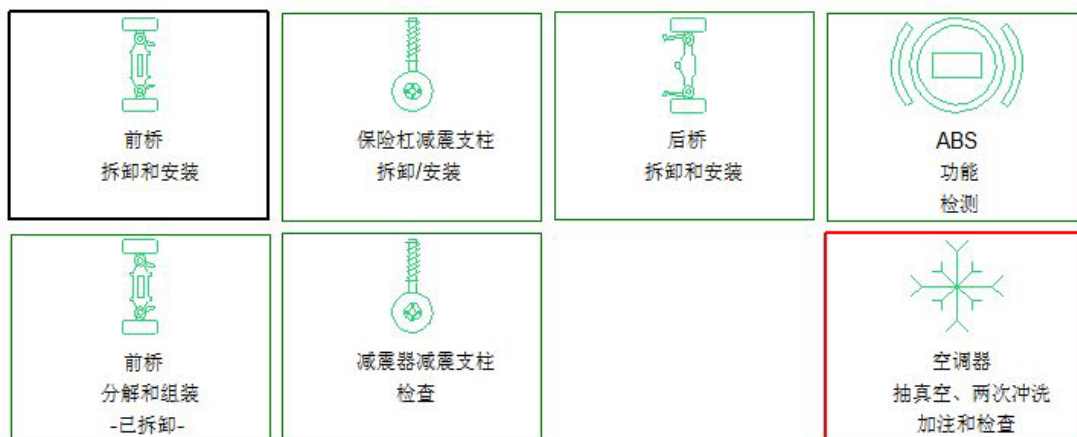 前桥
拆卸和安装
保险杠减震支柱
拆卸/安装
后桥
拆卸和安装
ABS
功能
检测
前桥
分解和组装
-已拆卸-
减震器减震支柱
检查
空调器
抽真空、两次冲洗
加注和检查